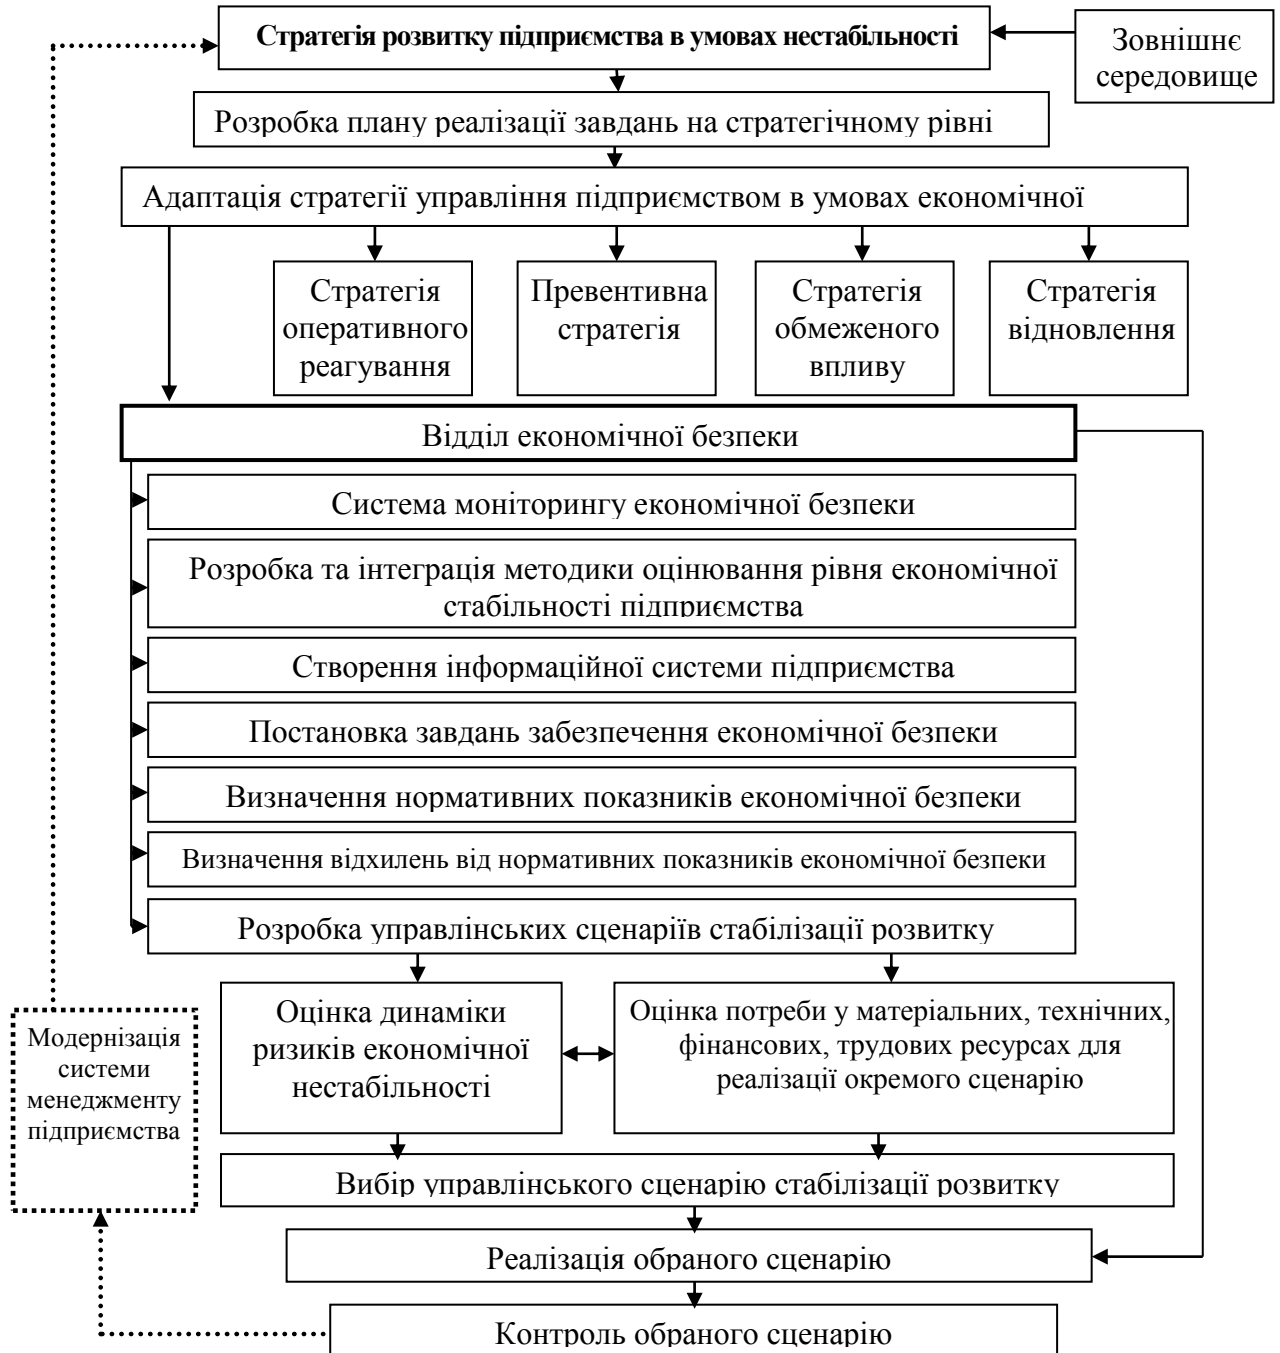 Стратегія розвитку підприємства в умовах нестабільності
Зовнішнє
середовище
Розробка плану реалізації завдань на стратегічному рівні
Адаптація стратегії управління підприємством в умовах економічної
Стратегія
оперативного
реагування
Превентивна
стратегія
Стратегія
обмеженого
впливу
Стратегія
відновлення
Відділ економічної безпеки
Система моніторингу економічної безпеки
Розробка та інтеграція методики оцінювання рівня економічної
стабільності підприємства
Створення інформаційної системи підприємства
Постановка завдань забезпечення економічної безпеки
Визначення нормативних показників економічної безпеки
Визначення відхилень від нормативних показників економічної безпеки
Розробка управлінських сценаріїв стабілізації розвитку
Оцінка динаміки
ризиків економічної
нестабільності
Оцінка потреби у матеріальних, технічних,
фінансових, трудових ресурсах для
реалізації окремого сценарію
Модернізація
системи
менеджменту
підприємства
Вибір управлінського сценарію стабілізації розвитку
Реалізація обраного сценарію
Контроль обраного сценарію